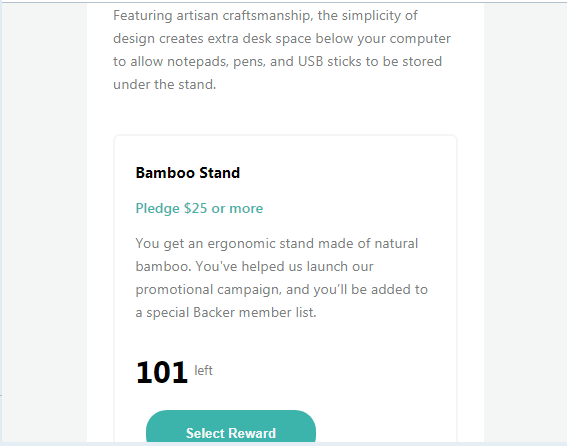 Featuring artisan craftsmanship, the simplicity of
design creates extra desk space below your computer
to allow notepads, pens, and USB sticks to be stored
under the stand.
Bamboo Stand
Pledge $25 or more
You get an ergonomic stand made of natural
bamboo. You've helped us launch our
promotional campaign, and you’ll be added to
a special Backer member list.
101 left
Select Reward